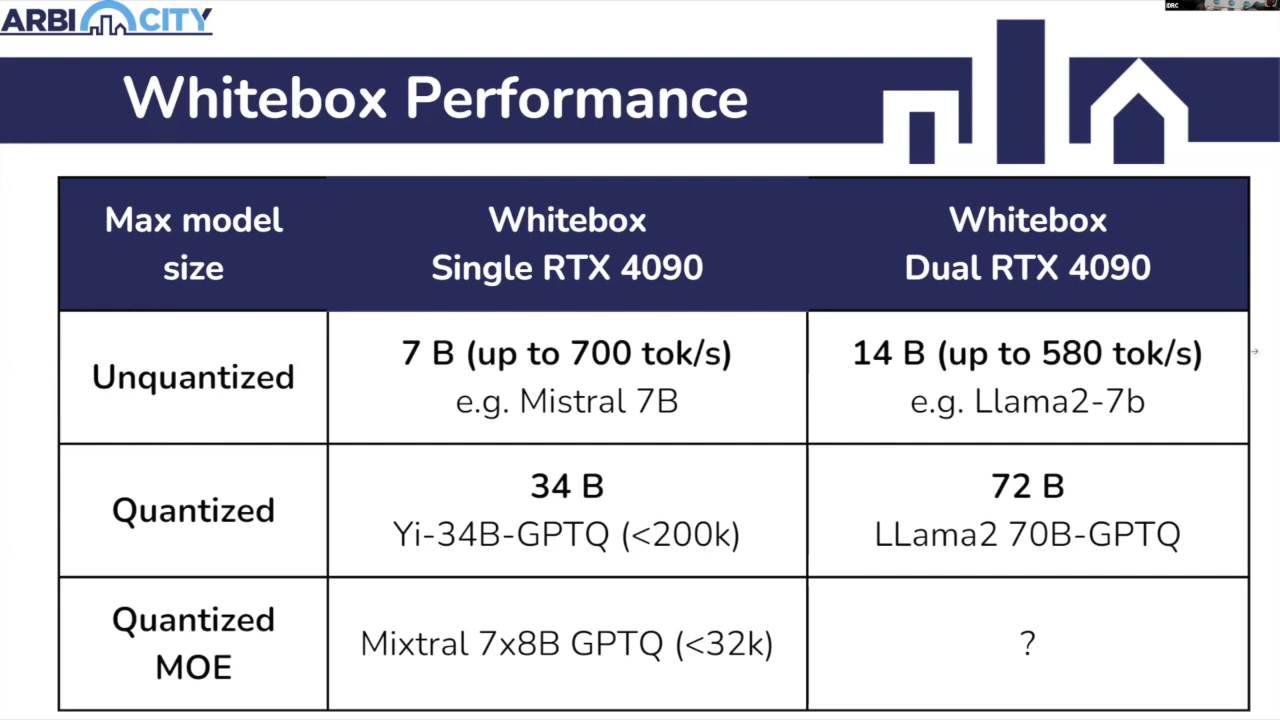 ARBI CITY
IDRC
Whitebox Performance
Max model
size
Whitebox
Single RTX 4090
Whitebox
Dual RTX 4090
Unquantized
7 B (up to 700 tok/s)
e.g. Mistral 7B
14 B (up to 580 tok/s)
e.g. Llama2-7b
Quantized
34 B
Yi-34B-GPTQ (<200k)
72 B
LLama2 70B-GPTQ
Quantized
MOE
Mixtral 7x8B GPTQ (<32k)
?